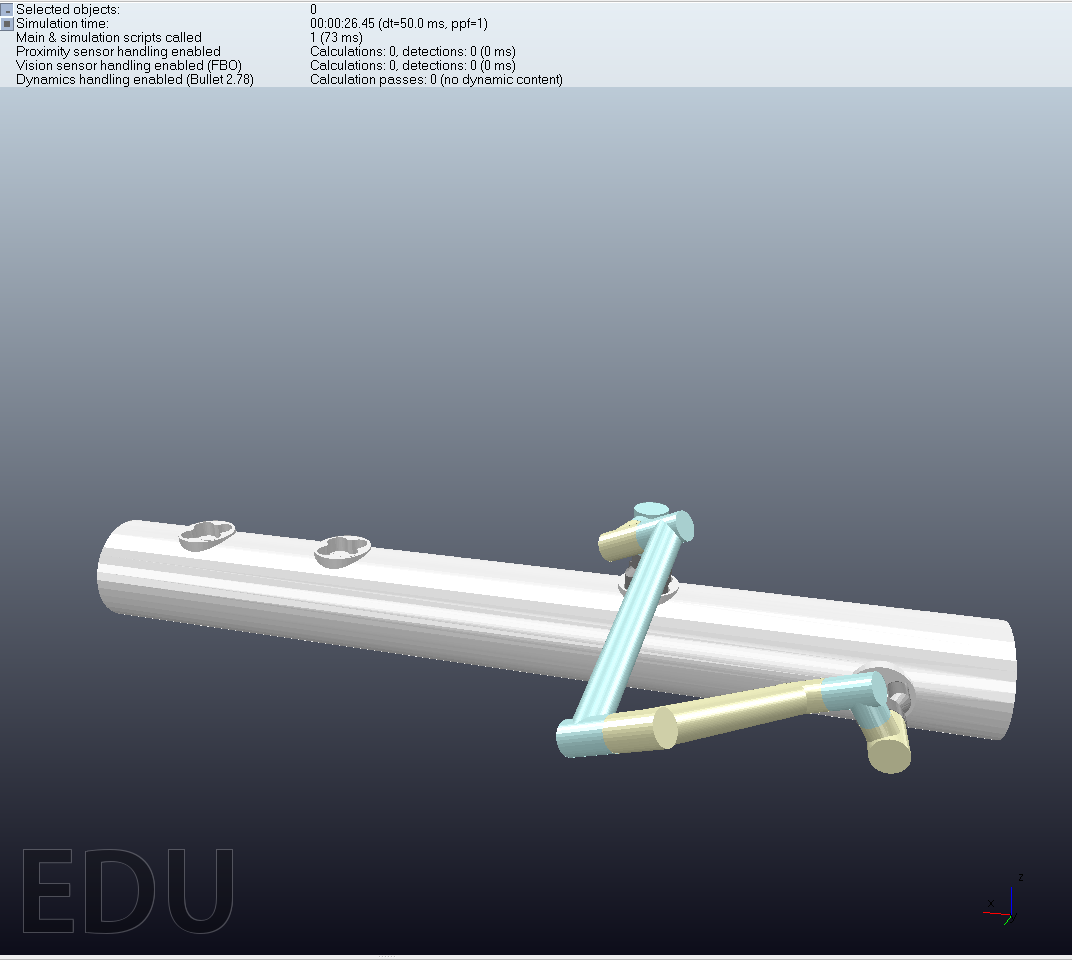 Selected objects: 0
Simulation time: 00:00:26.45 (dt=50.0 ms, ppf=1)
Main & simulation scripts called 1 (73 ms)
Proximity sensor handling enabled Calculations: 0, detections: 0 (0 ms)
Vision sensor handling enabled (FBO) Calculations: 0, detections: 0 (0 ms)
Dynamics handling enabled (Bullet 2.78) Calculation passes: 0 (no dynamic content)
EDU
z
x